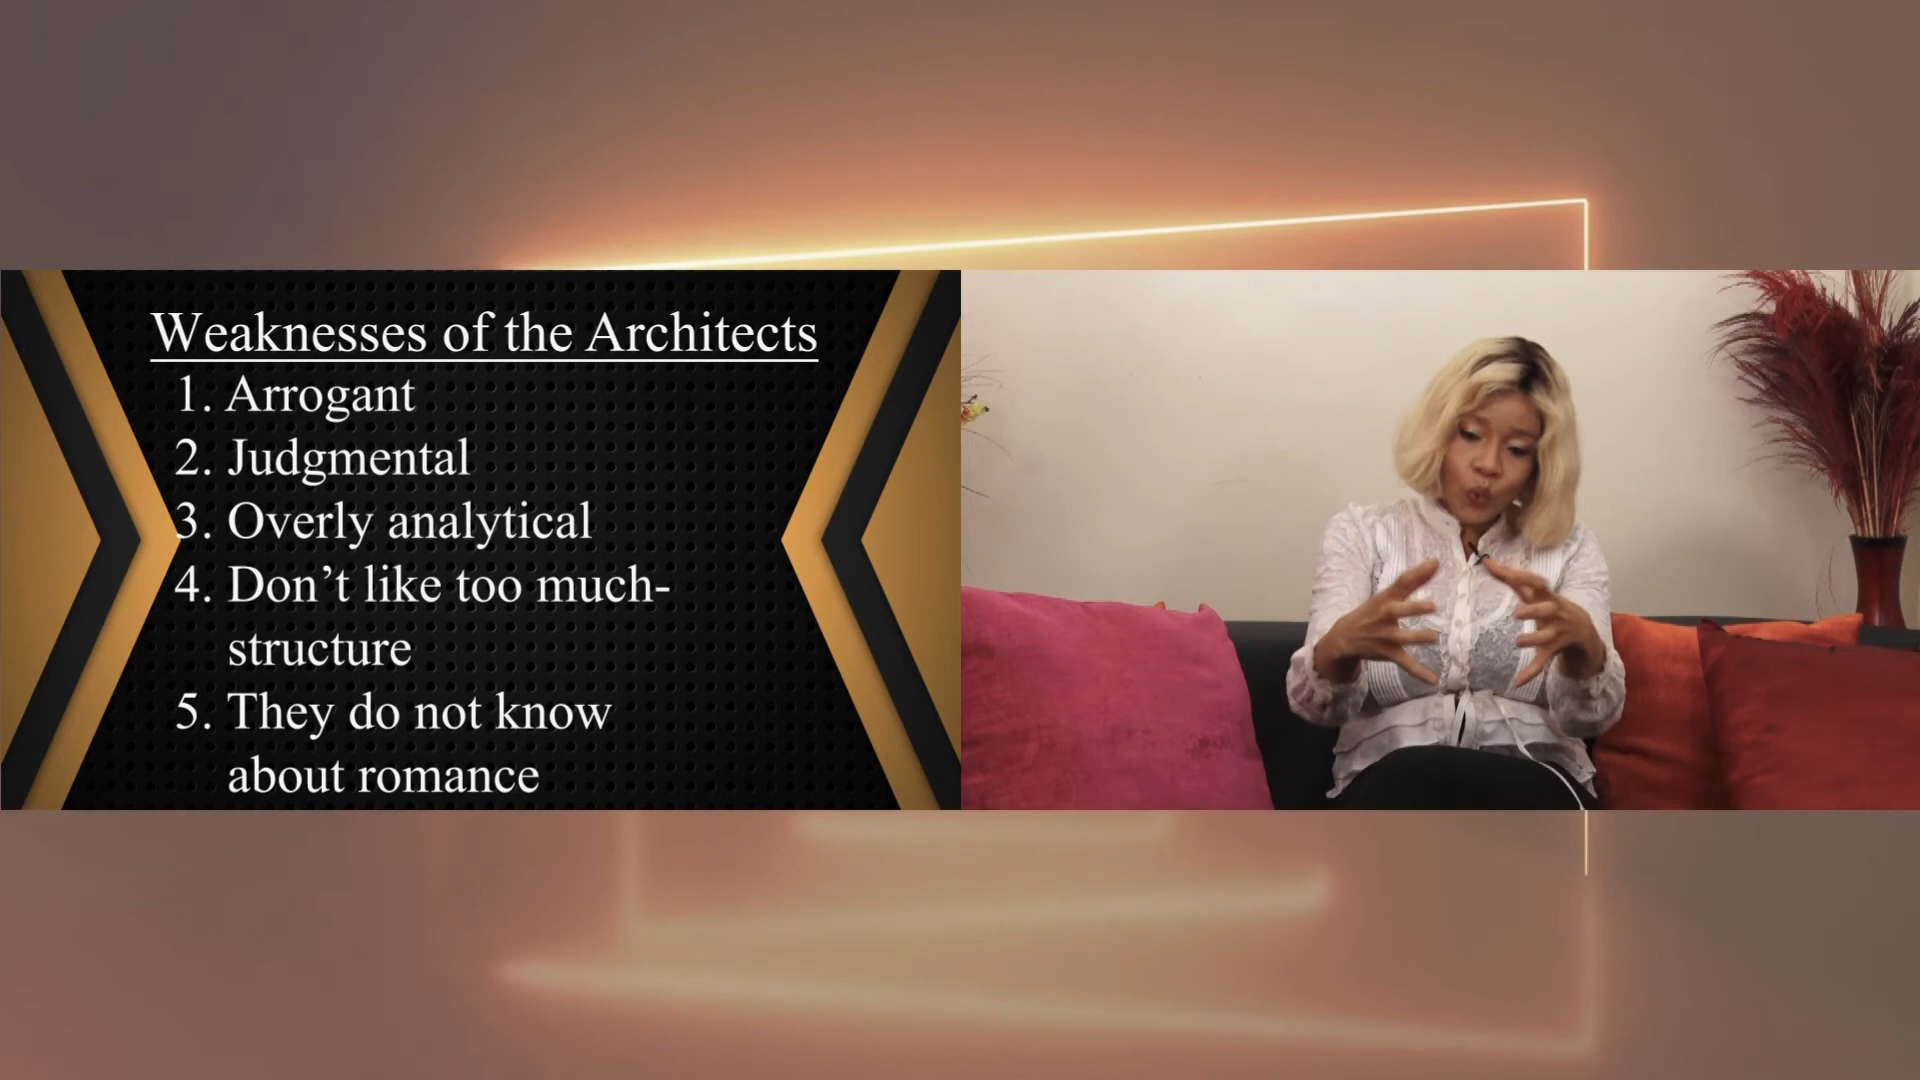 Weaknesses of the Architects
1. Arrogant
2. Judgmental
3. Overly analytical
4. Don’t like too much-
structure
5. They do not know
about romance